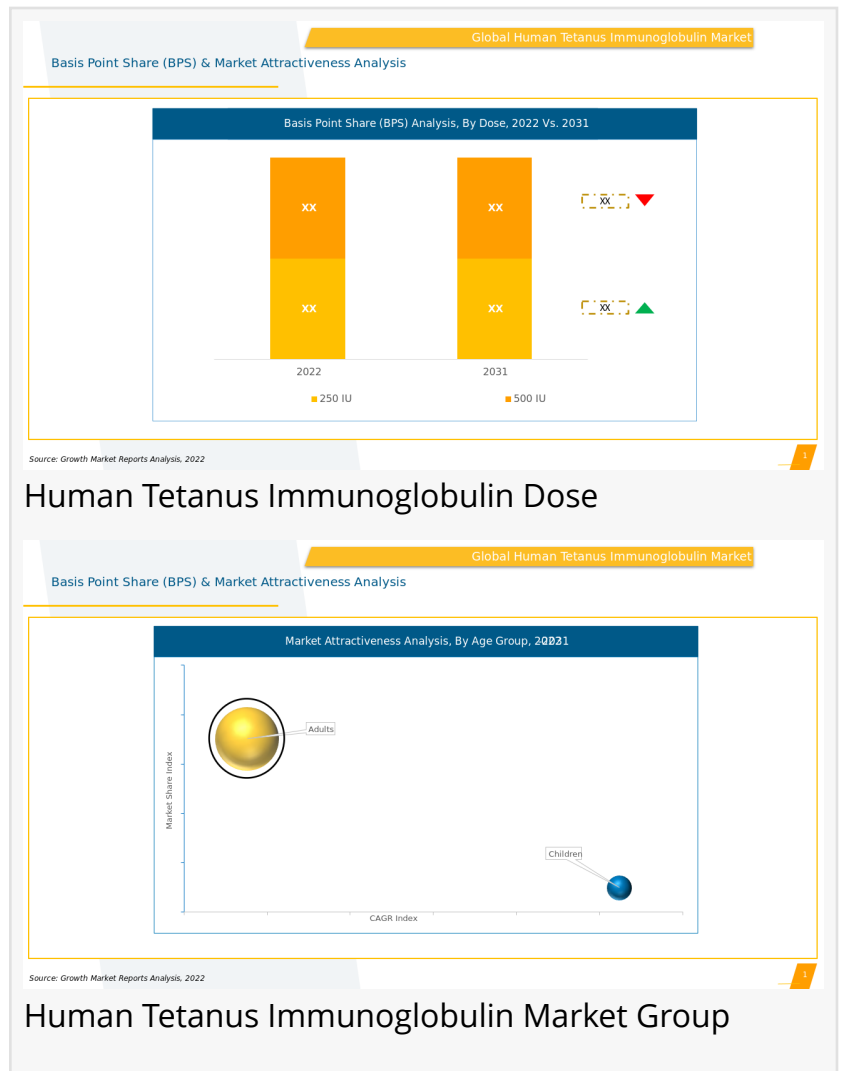 Global Human Tetanus Immunoglobulin Market
Basis Point Share (BPS) & Market Attractiveness Analysis
Basis Point Share (BPS) Analysis, By Dose, 2022 Vs. 2031
XX
XX
XX
XX
XX
XX
2022
2031
250 IU
500 IU
Source: Growth Market Reports Analysis, 2022
1
Human Tetanus Immunoglobulin Dose
Global Human Tetanus Immunoglobulin Market
Basis Point Share (BPS) & Market Attractiveness Analysis
Market Attractiveness Analysis, By Age Group,
Adults
Market Share Index
Children
CAGR Index
Source: Growth Market Reports Analysis, 2022
1
Human Tetanus Immunoglobulin Market Group